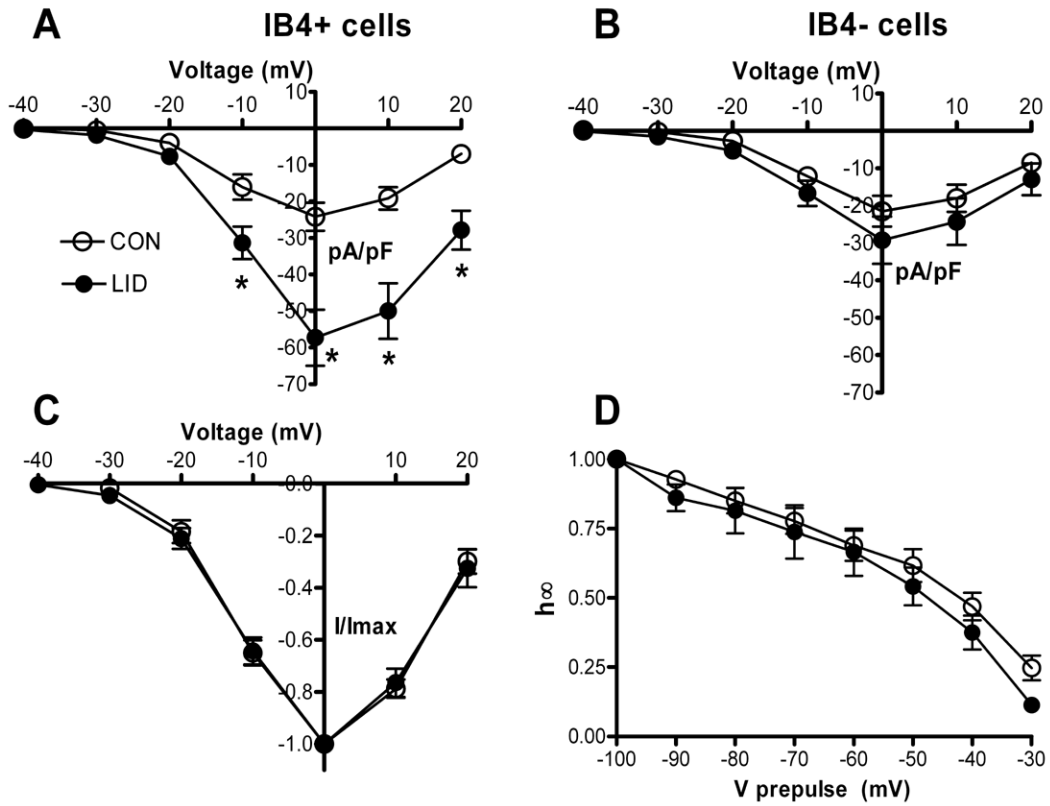 A IB4+ cells
Voltage (mV)
-40 -30 -20 -10 10 20
10
-10
-20
-30
-40
-50
-60
-70
pA/pF
CON
LID
*
*
*
*
B IB4- cells
Voltage (mV)
-40 -30 -20 -10 10 20
10
-10
-20
-30
-40
-50
-60
-70
pA/pF
C
Voltage (mV)
-40 -30 -20 -10 10 20
-0.0
-0.2
-0.4
-0.6
-0.8
-1.0
I/Imax
D
1.00
0.75
0.50
0.25
0.00
h∞
-100 -90 -80 -70 -60 -50 -40 -30
V prepulse (mV)